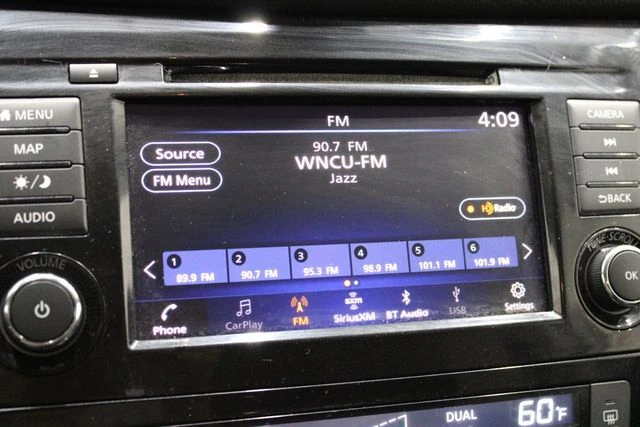 FM 4:09
MENU
MAP
AUDIO
VOLUME
Source
FM Menu
90.7 FM
WNCU-FM
Jazz
HD Radio
1 2 3 4 5 6
89.9 FM 90.7 FM 95.3 FM 98.9 FM 101.1 FM 101.9 FM
Phone CarPlay FM SiriusXM BT Audio USB Settings
sxm
CAMERA
BACK
TUNE·SCROLL
OK
DUAL 60°F